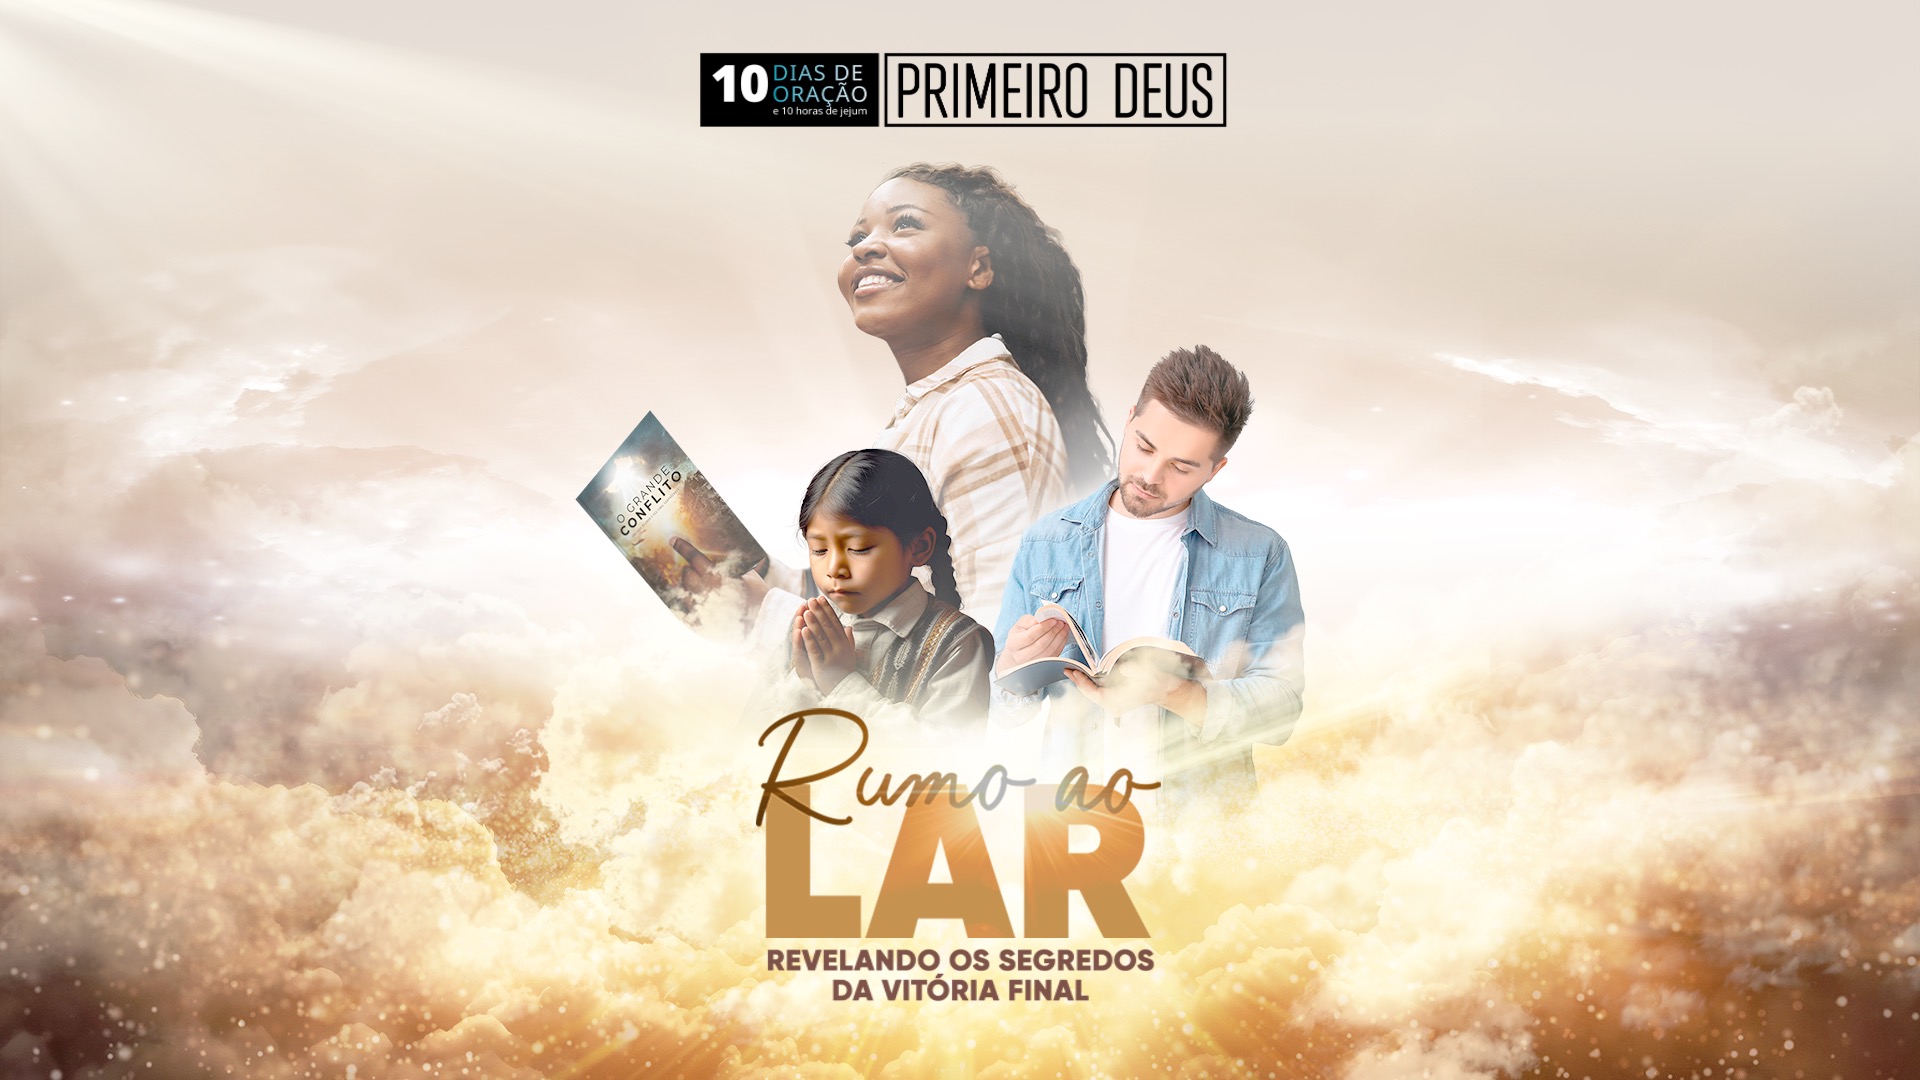 10 DIAS DE
ORAÇÃO
e 10 horas de jejum
PRIMEIRO DEUS
O GRANDE
CONFLITO
Rumo ao
LAR
REVELANDO OS SEGREDOS
DA VITÓRIA FINAL